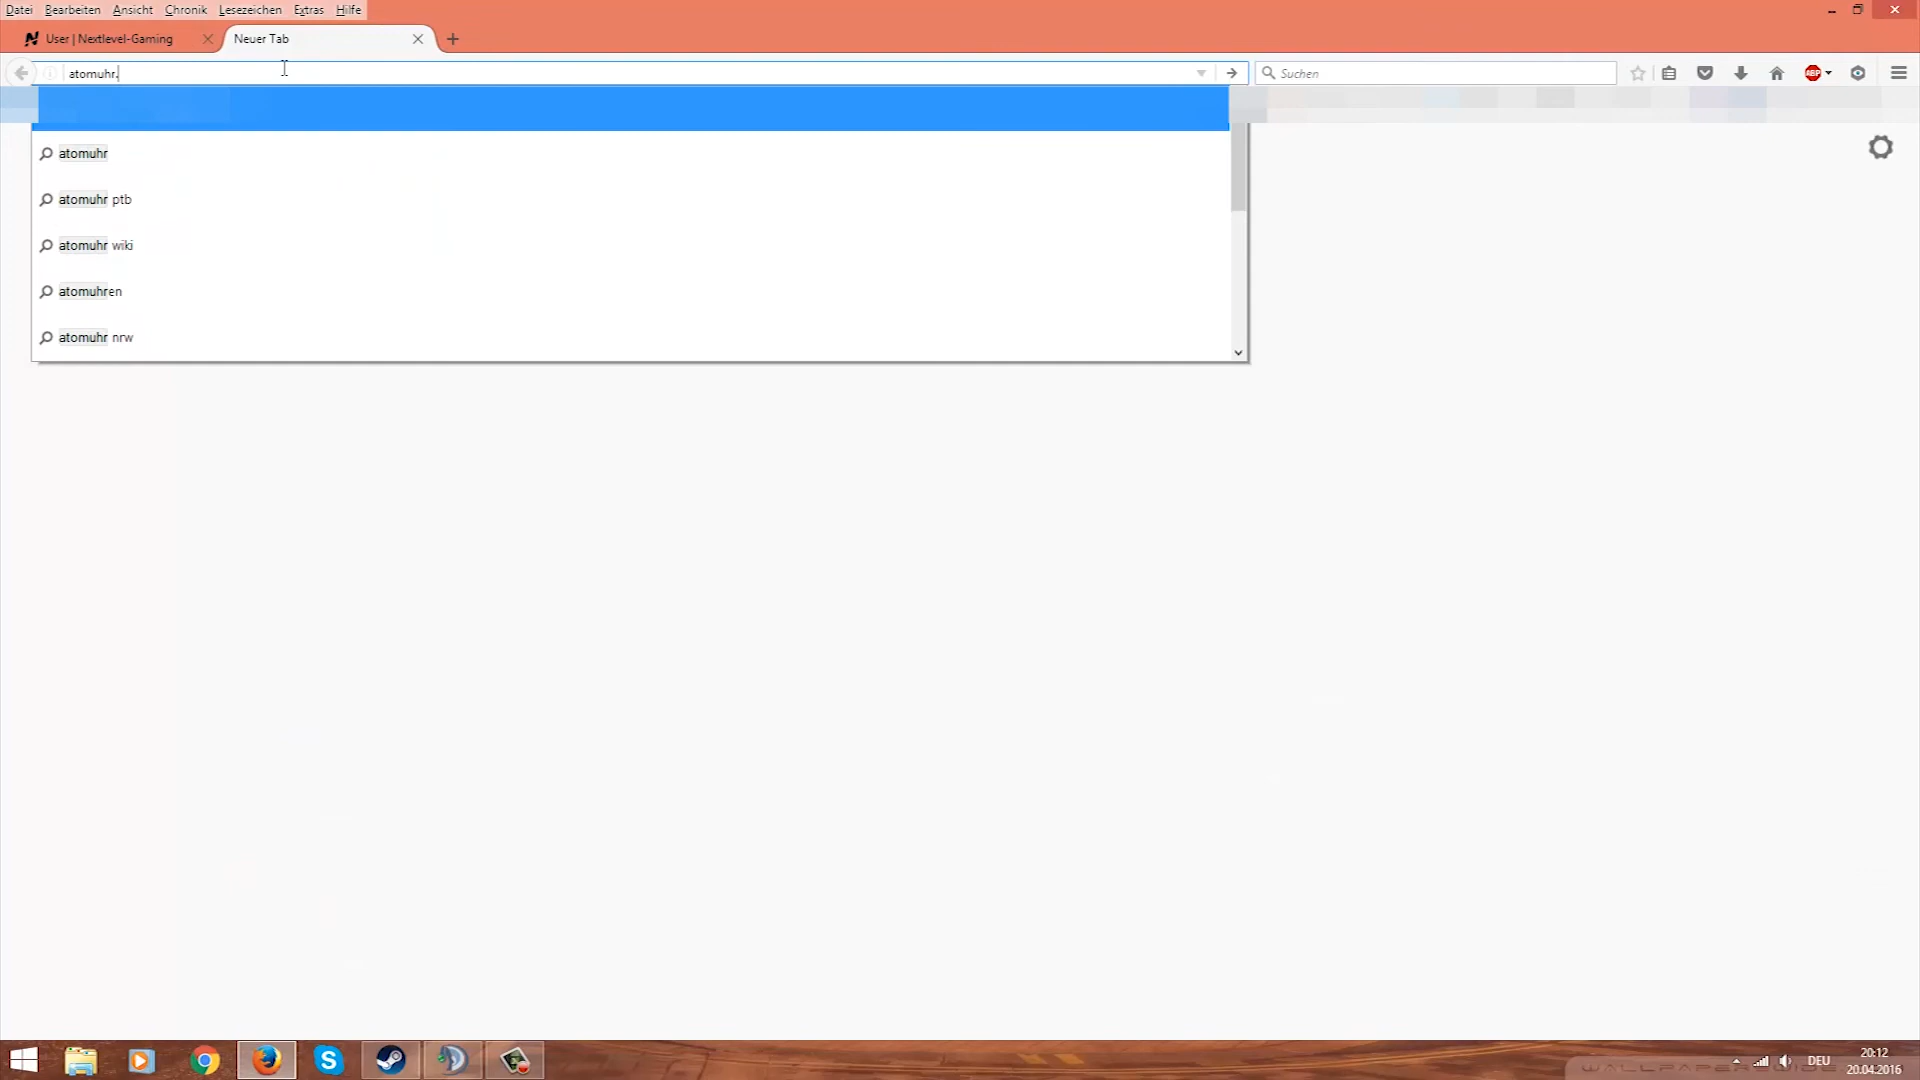 Datei Bearbeiten Ansicht Chronik Lesezeichen Extras Hilfe
User | Nextlevel-Gaming Neuer Tab
atomuhr. Suchen ABP
atomuhr
atomuhr ptb
atomuhr wiki
atomuhren
atomuhr nrw
DEU 20:12
20.04.2016